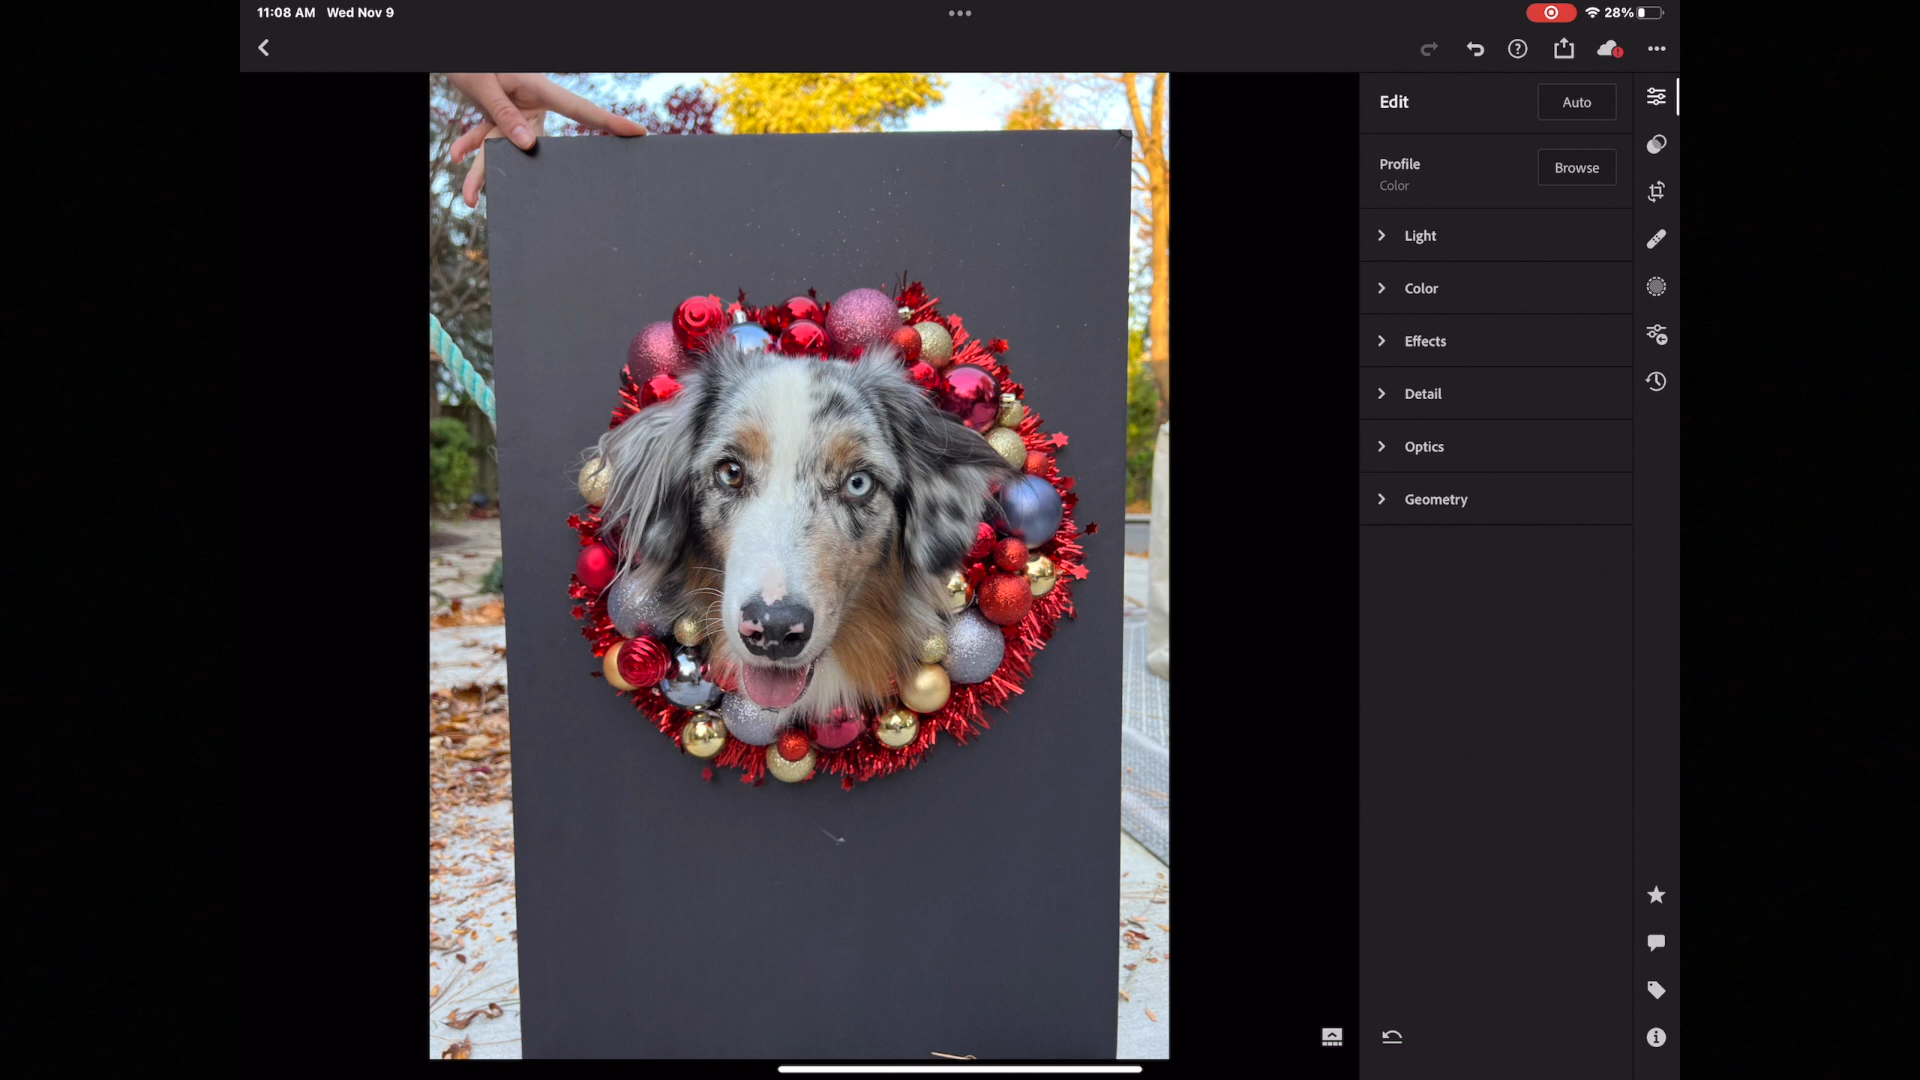 11:08 AM Wed Nov 9
28%
Edit
Auto
Profile
Color
Browse
Light
Color
Effects
Detail
Optics
Geometry